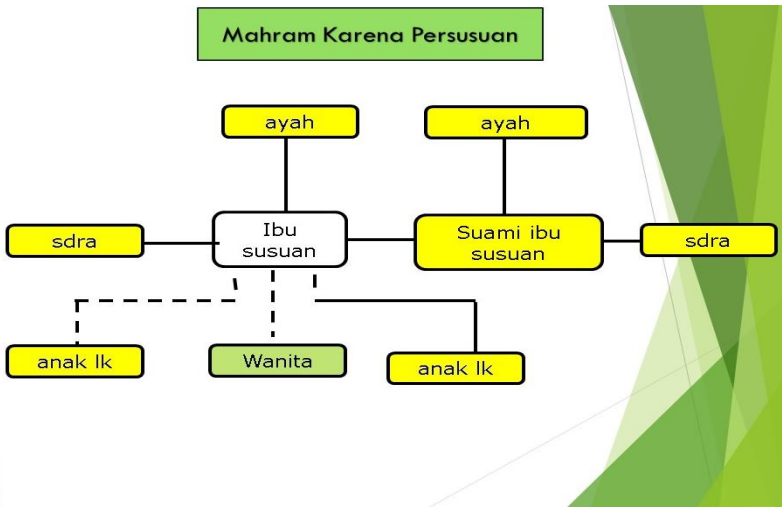 Mahram Karena Persusuan
ayah
ayah
sdra
Ibu
susuan
Suami ibu
susuan
sdra
anak lk
Wanita
anak lk